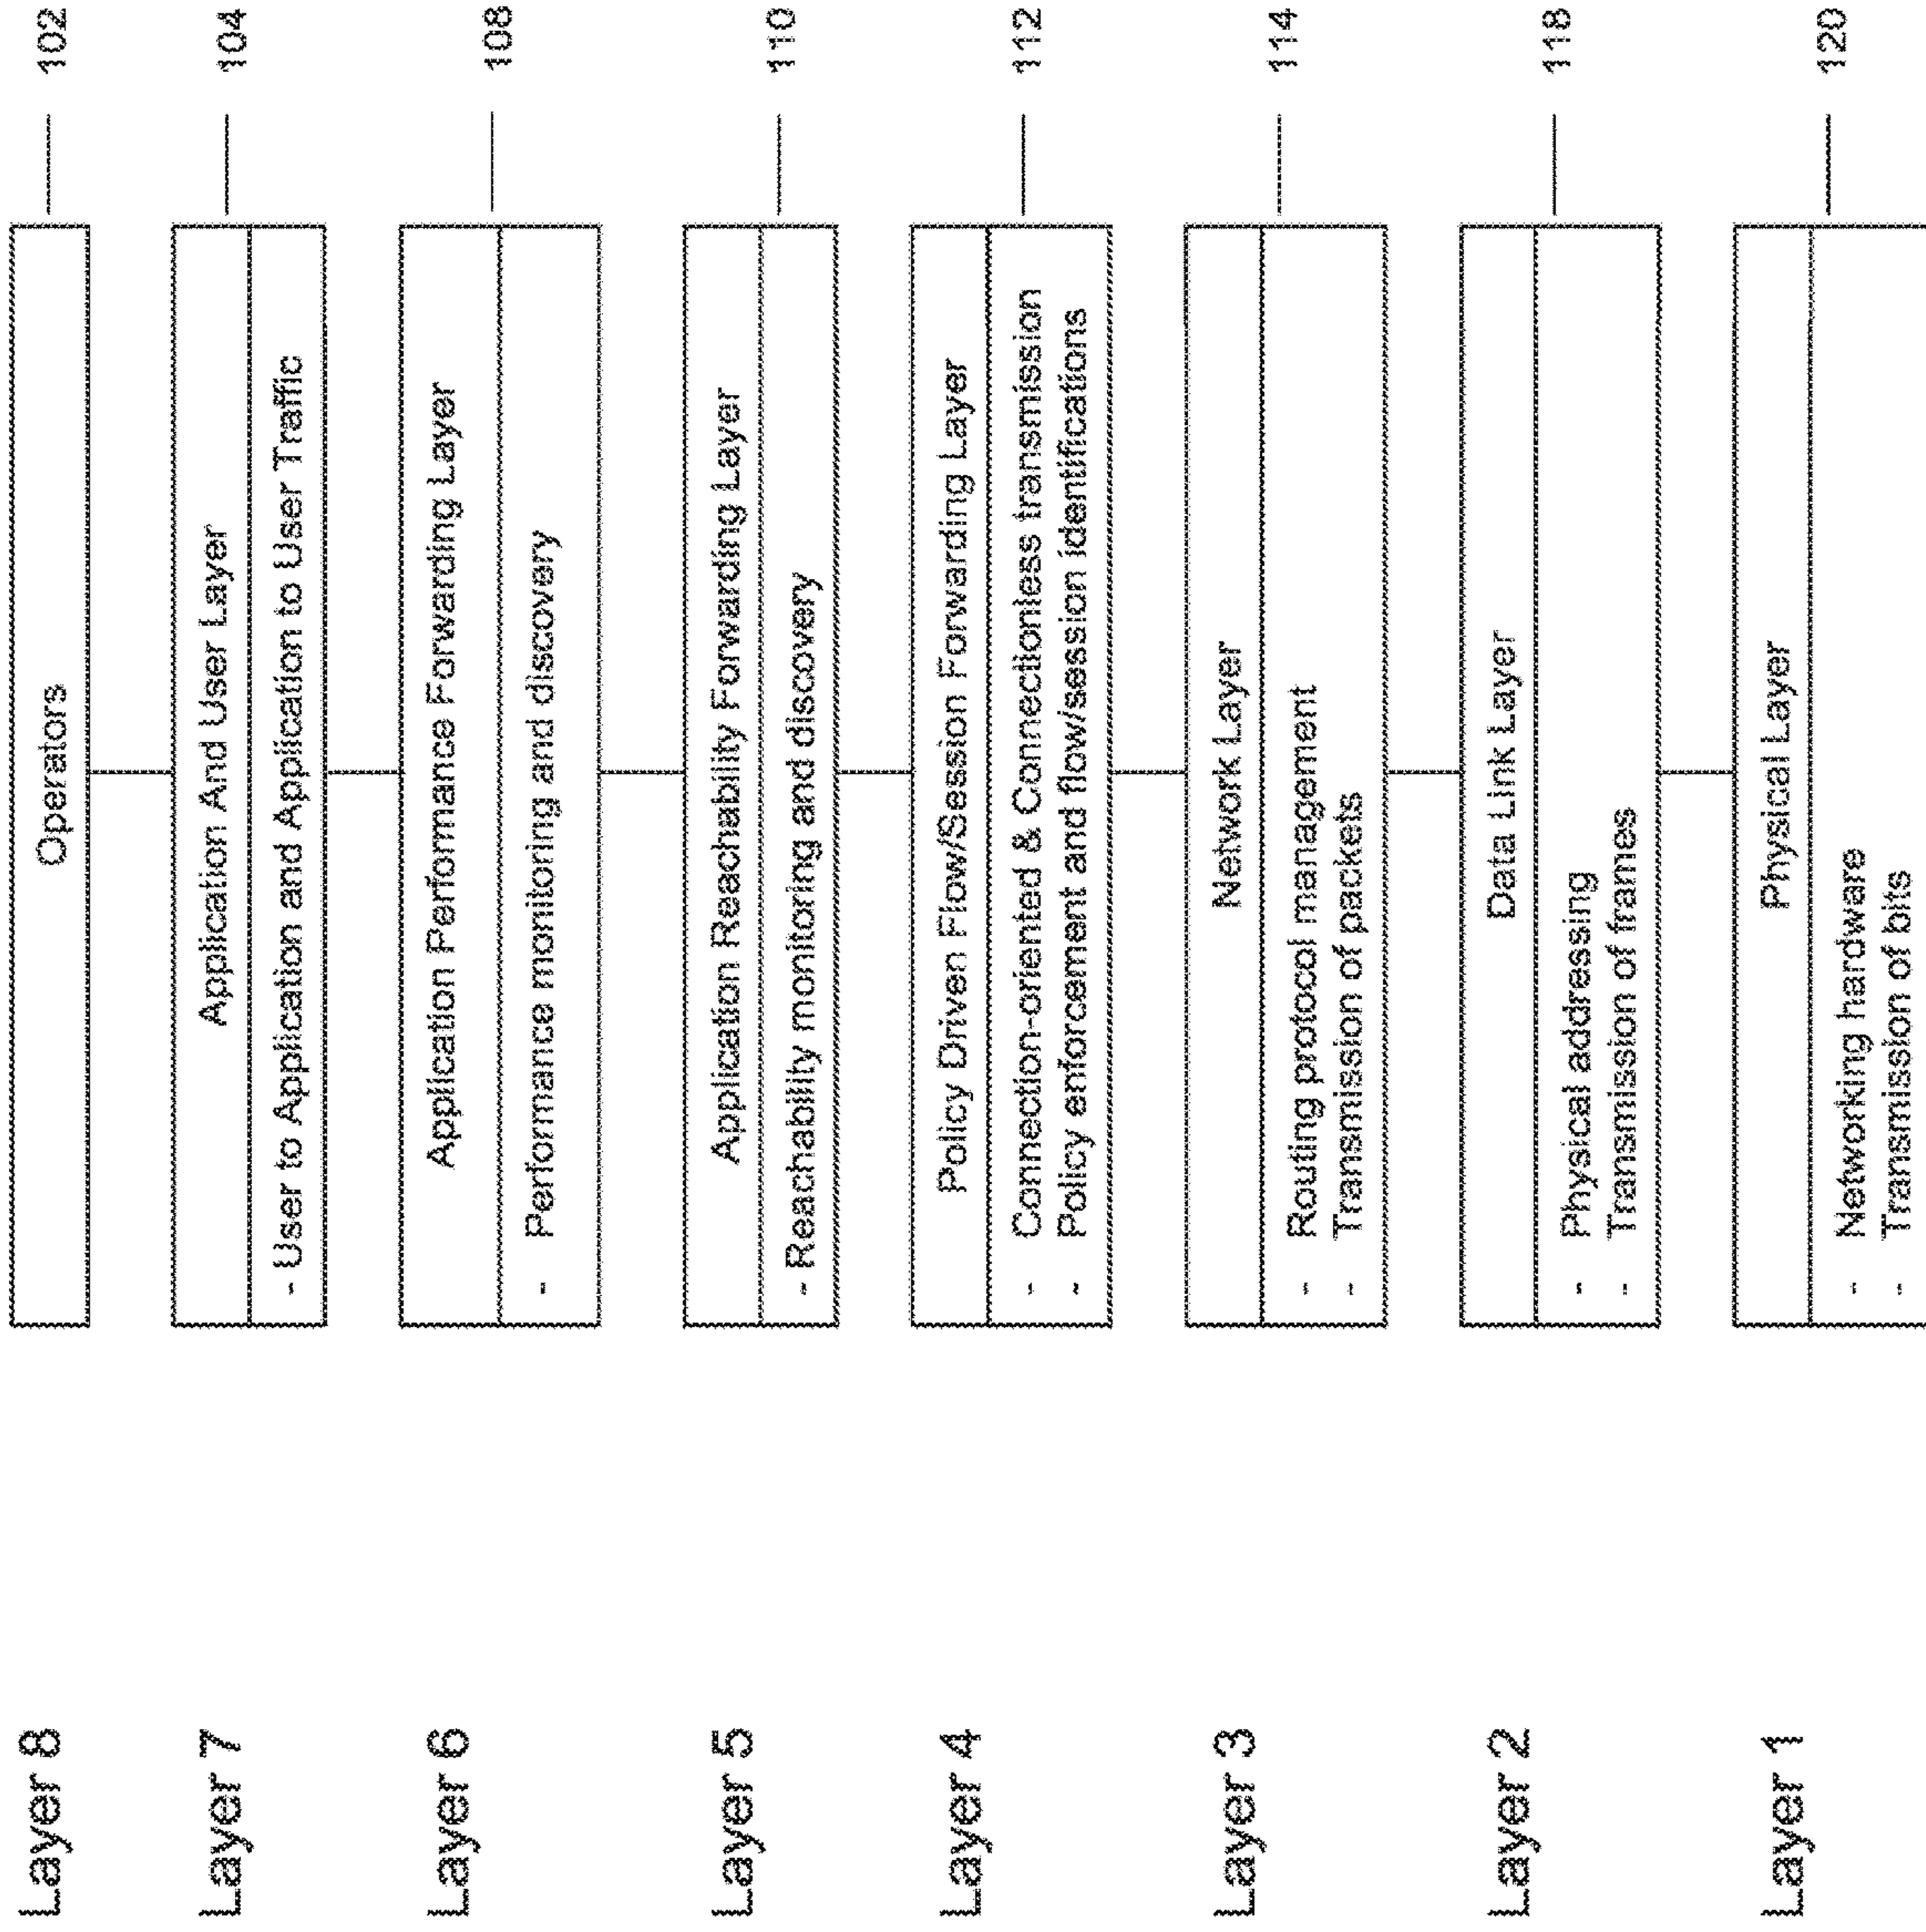 Layer 8
Operators
102
Layer 7
Application And User Layer
- User to Application and Application to User Traffic
104
Layer 6
Application Performance Forwarding Layer
- Performance monitoring and discovery
108
Layer 5
Application Reachability Forwarding Layer
- Reachability monitoring and discovery
110
Layer 4
Policy Driven Flow/Session Forwarding Layer
- Connection-oriented & Connectionless transmission
- Policy enforcement and flow/session identifications
112
Layer 3
Network Layer
- Routing protocol management
- Transmission of packets
114
Layer 2
Data Link Layer
- Physical addressing
- Transmission of frames
118
Layer 1
Physical Layer
- Networking hardware
- Transmission of bits
120